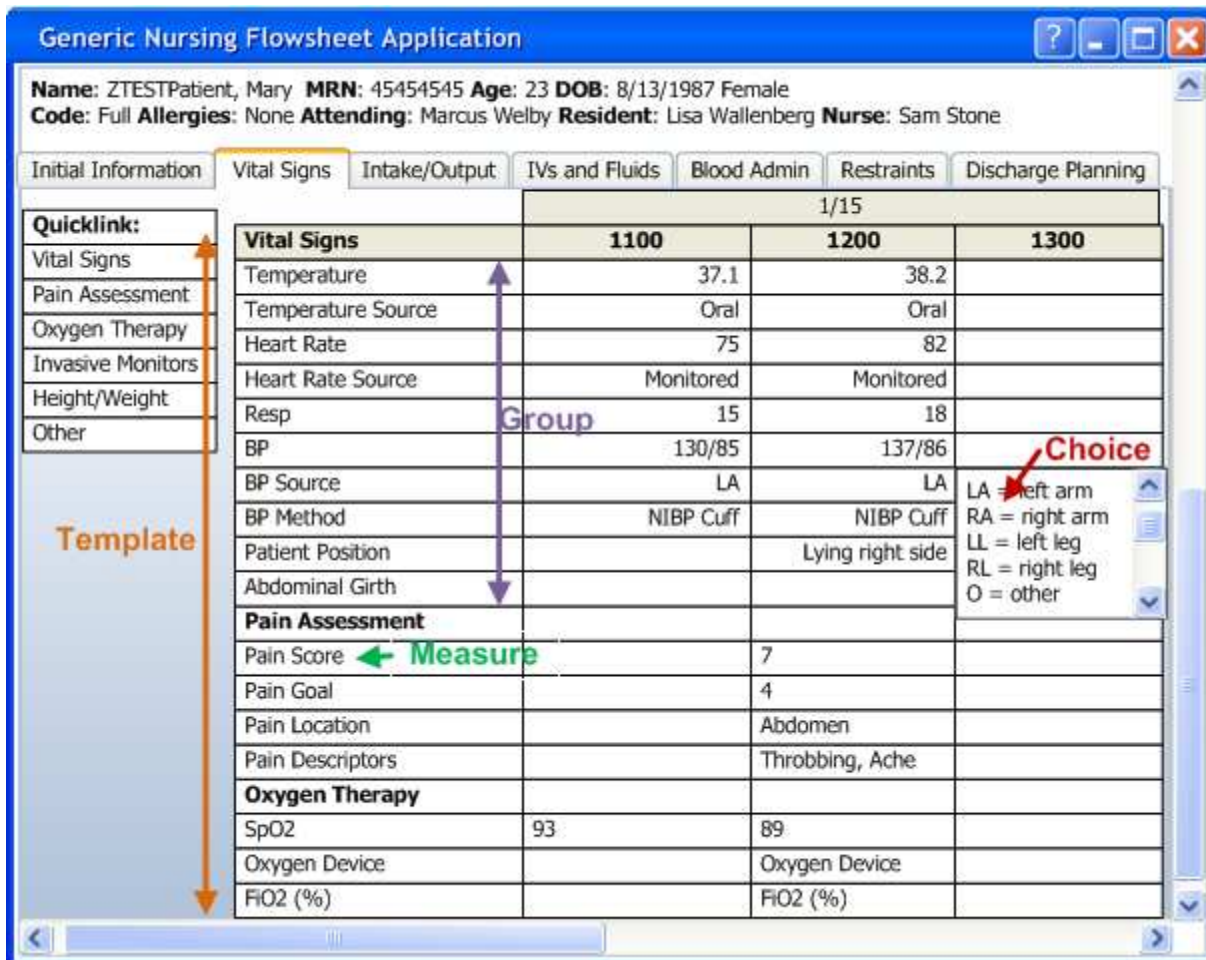 Generic Nursing Flowsheet Application
Name: ZTESTPatient, Mary MRN: 45454545 Age: 23 DOB: 8/13/1987 Female
Code: Full Allergies: None Attending: Marcus Welby Resident: Lisa Wallenberg Nurse: Sam Stone
Initial Information Vital Signs Intake/Output IVs and Fluids Blood Admin Restraints Discharge Planning
Quicklink:
Vital Signs
Pain Assessment
Oxygen Therapy
Invasive Monitors
Height/Weight
Other
Template
1/15
Vital Signs 1100 1200 1300
Temperature 37.1 38.2
Temperature Source Oral Oral
Heart Rate 75 82
Heart Rate Source Monitored Monitored
Resp 15 18
Group
BP 130/85 137/86
Choice
BP Source LA LA
BP Method NIBP Cuff NIBP Cuff
Patient Position Lying right side
Abdominal Girth
LA = left arm
RA = right arm
LL = left leg
RL = right leg
O = other
Pain Assessment
Pain Score Measure 7
Pain Goal 4
Pain Location Abdomen
Pain Descriptors Throbbing, Ache
Oxygen Therapy
SpO2 93 89
Oxygen Device Oxygen Device
FiO2 (%) FiO2 (%)